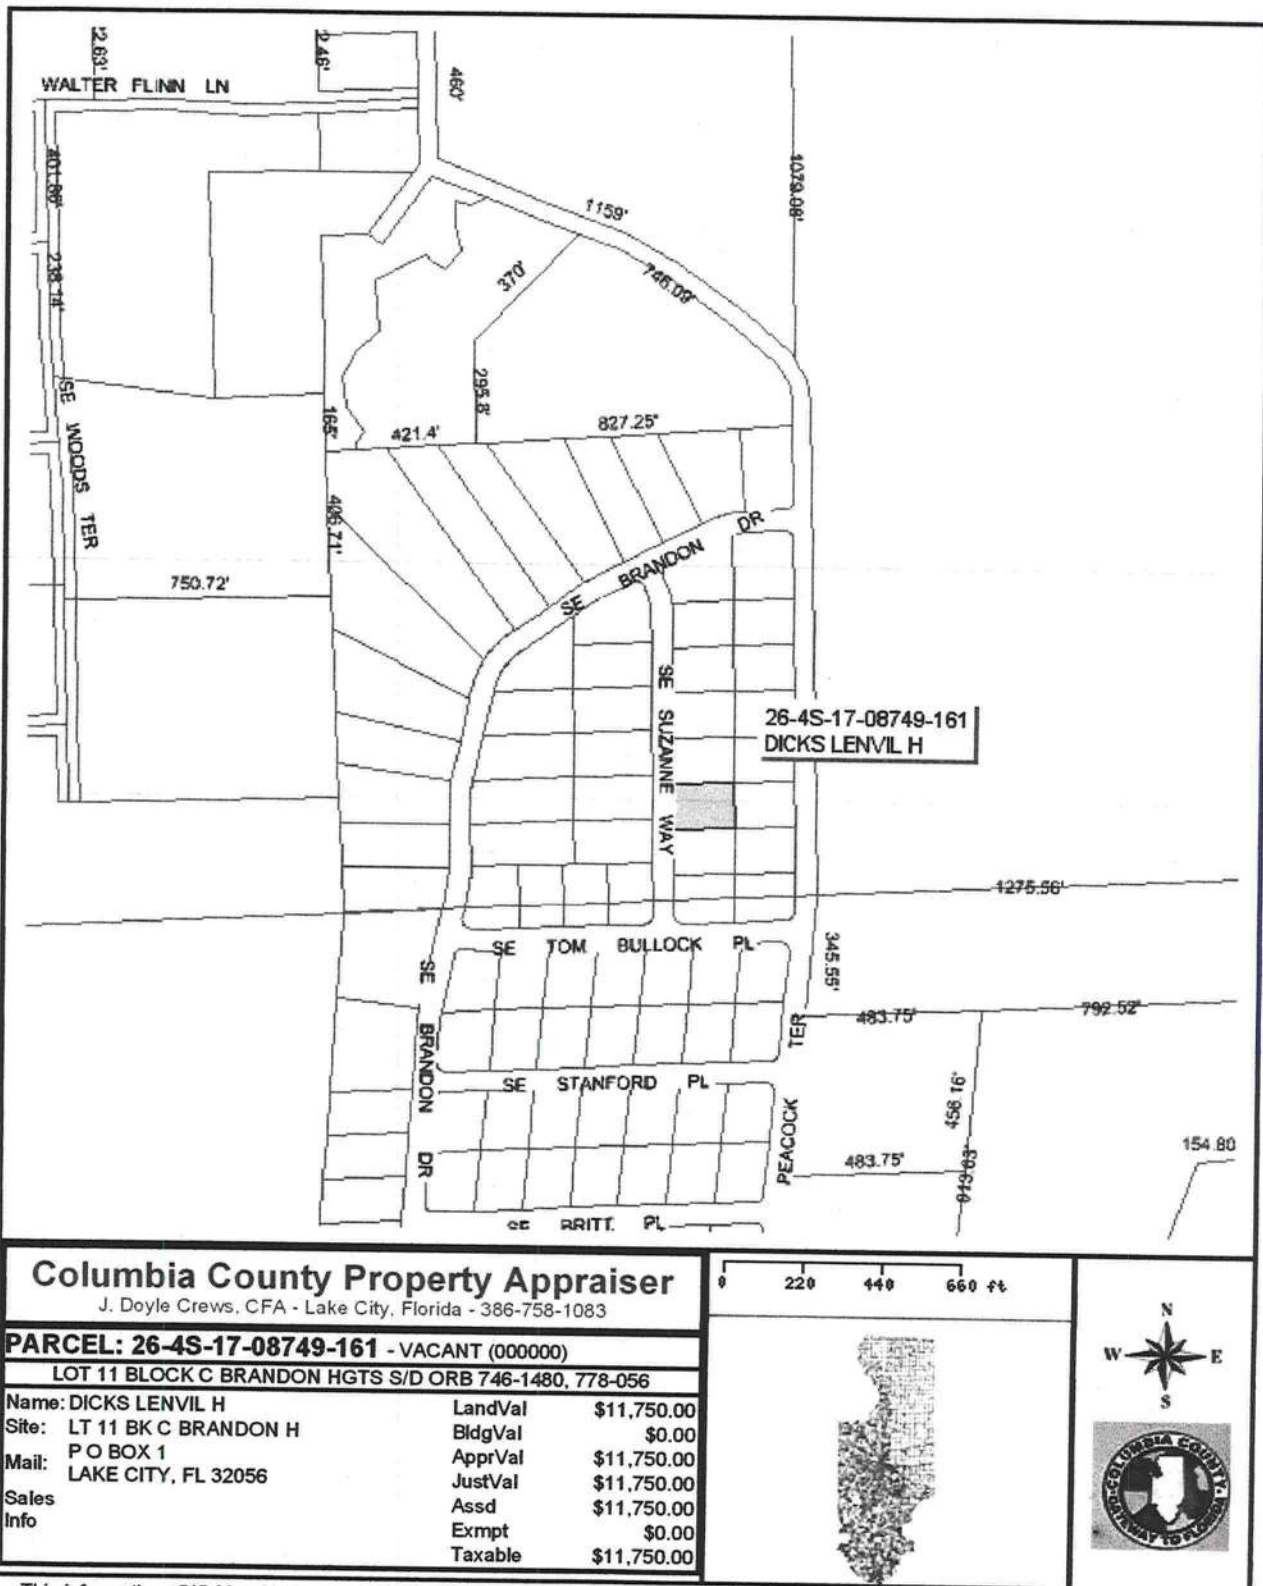 2.63'
2.46'
460'
WALTER FLINN LN
401.86'
238.14'
1079.08'
1159'
746.09'
370'
295.8'
SE WOODS TER
165'
421.4'
827.25'
406.71'
750.72'
SE BRANDON DR
SE SUZANNE WAY
26-4S-17-08749-161
DICKS LENVIL H
1275.56'
SE TOM BULLOCK PL
345.55'
SE BRANDON DR
483.75'
792.52'
PEACOCK TER
SE STANFORD PL
458.16'
483.75'
154.80
SE BRITT PL
Columbia County Property Appraiser
J. Doyle Crews, CFA - Lake City, Florida - 386-758-1083
PARCEL: 26-4S-17-08749-161 - VACANT (000000)
LOT 11 BLOCK C BRANDON HGTS S/D ORB 746-1480, 778-056
Name: DICKS LENVIL H LandVal $11,750.00
Site: LT 11 BK C BRANDON H BldgVal $0.00
Mail: P O BOX 1 ApprVal $11,750.00
LAKE CITY, FL 32056 JustVal $11,750.00
Sales Info Assd $11,750.00
Exmpt $0.00
Taxable $11,750.00
0 220 440 660 ft
N
W E
S
COLUMBIA COUNTY
GATEWAY TO FLORIDA